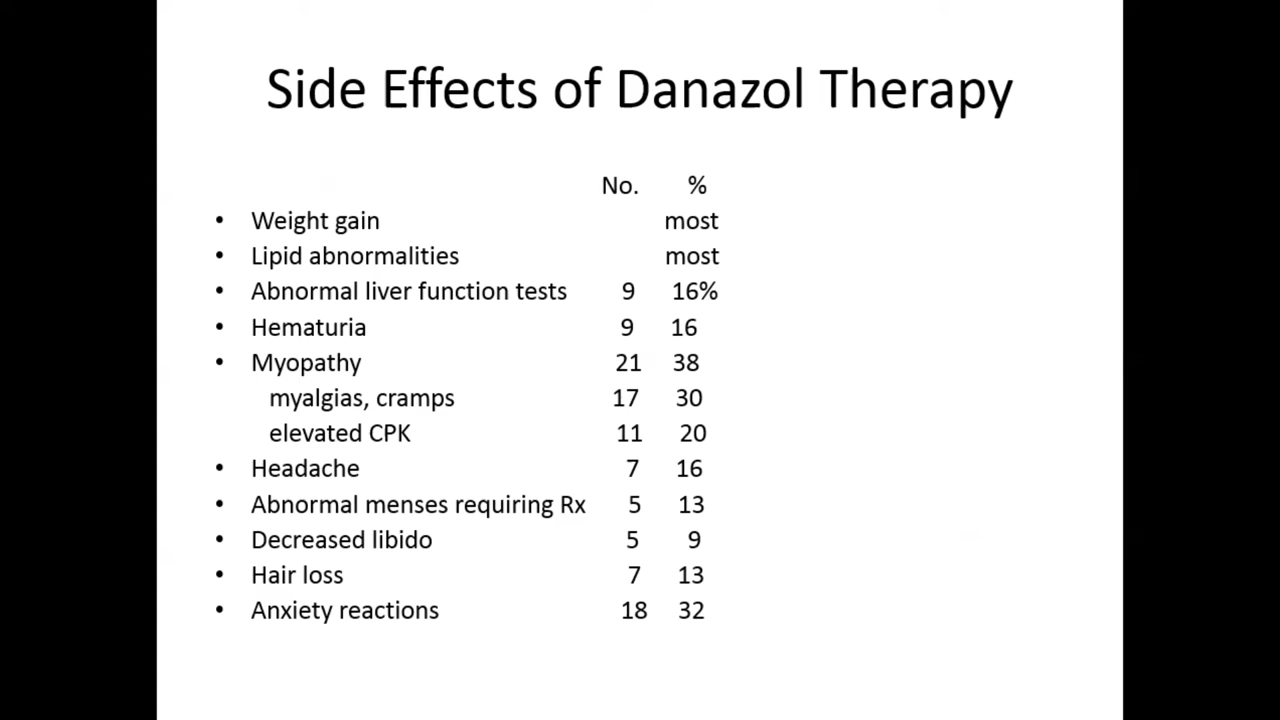 Side Effects of Danazol Therapy
No. %
• Weight gain most
• Lipid abnormalities most
• Abnormal liver function tests 9 16%
• Hematuria 9 16
• Myopathy 21 38
myalgias, cramps 17 30
elevated CPK 11 20
• Headache 7 16
• Abnormal menses requiring Rx 5 13
• Decreased libido 5 9
• Hair loss 7 13
• Anxiety reactions 18 32